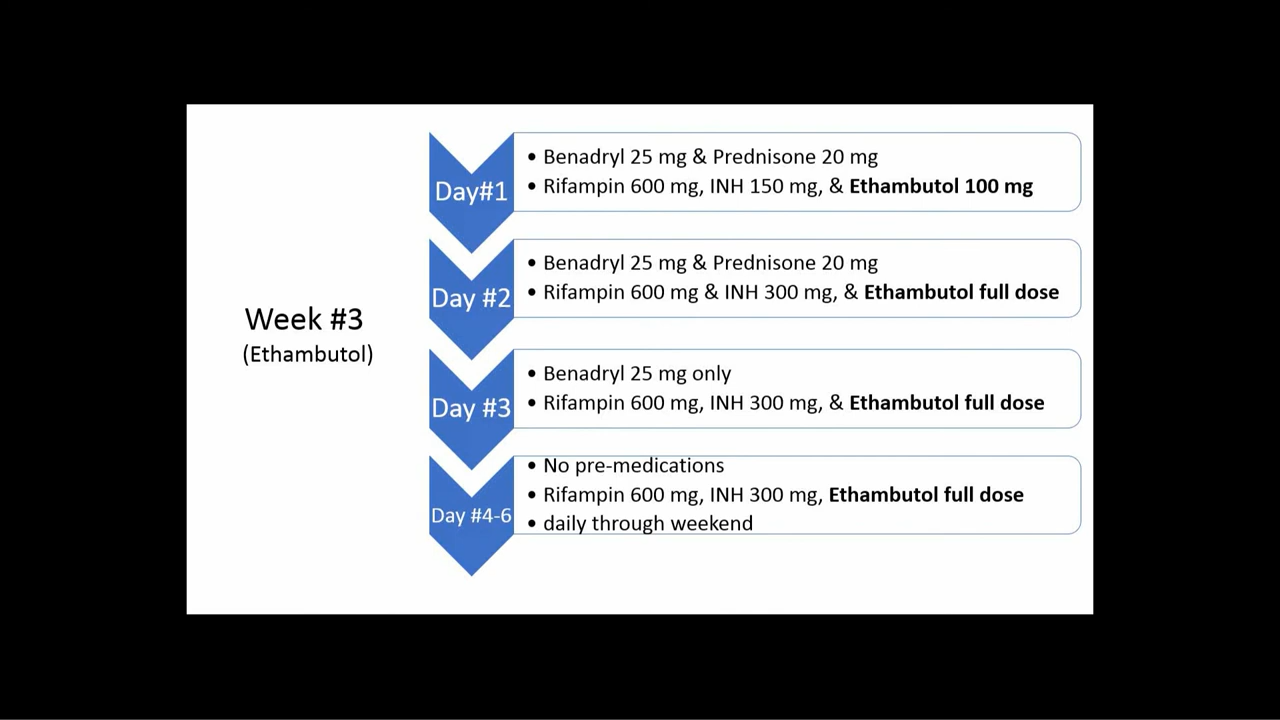 Week #3
(Ethambutol)
Day#1
• Benadryl 25 mg & Prednisone 20 mg
• Rifampin 600 mg, INH 150 mg, & Ethambutol 100 mg
Day #2
• Benadryl 25 mg & Prednisone 20 mg
• Rifampin 600 mg & INH 300 mg, & Ethambutol full dose
Day #3
• Benadryl 25 mg only
• Rifampin 600 mg, INH 300 mg, & Ethambutol full dose
Day #4-6
• No pre-medications
• Rifampin 600 mg, INH 300 mg, Ethambutol full dose
• daily through weekend